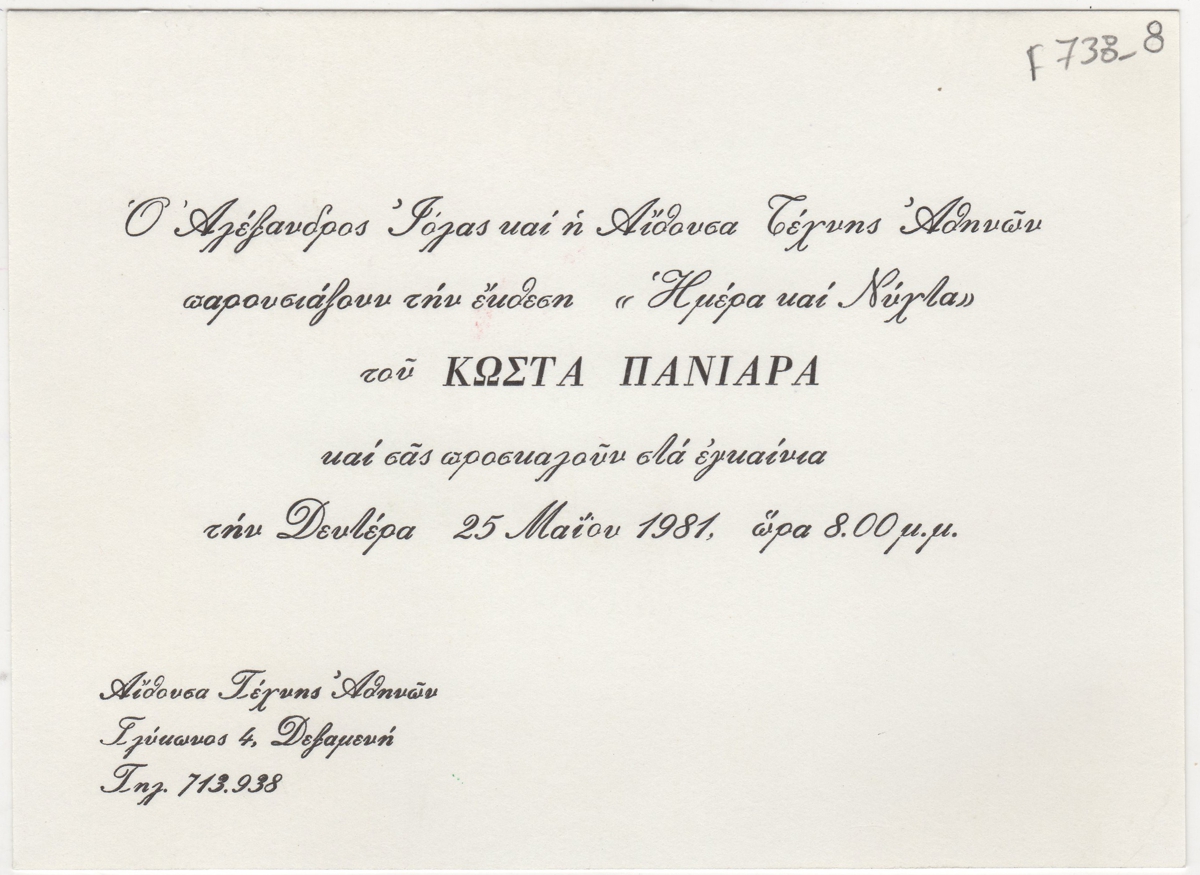 F 738_8
Ὁ Ἀλέξανδρος Ἰόλας καί ἡ Αἴθουσα Τέχνης Ἀθηνῶν
παρουσιάζουν τήν ἔκθεση «Ἡμέρα καί Νύχτα»
τοῦ ΚΩΣΤΑ ΠΑΝΙΑΡΑ
καί σᾶς προσκαλοῦν στά ἐγκαίνια
τήν Δευτέρα 25 Μαΐου 1981, ὥρα 8.00 μ.μ.
Αἴθουσα Τέχνης Ἀθηνῶν
Γλύκωνος 4, Δεξαμενή
Τηλ. 713.938